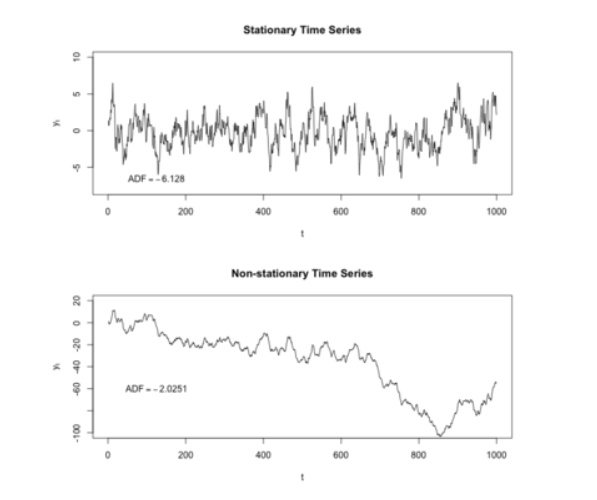 Stationary Time Series
10
5
0
-5
yt
ADF = − 6.128
0 200 400 600 800 1000
t
Non-stationary Time Series
20
0
-20
-40
-60
-100
yt
ADF = − 2.0251
0 200 400 600 800 1000
t